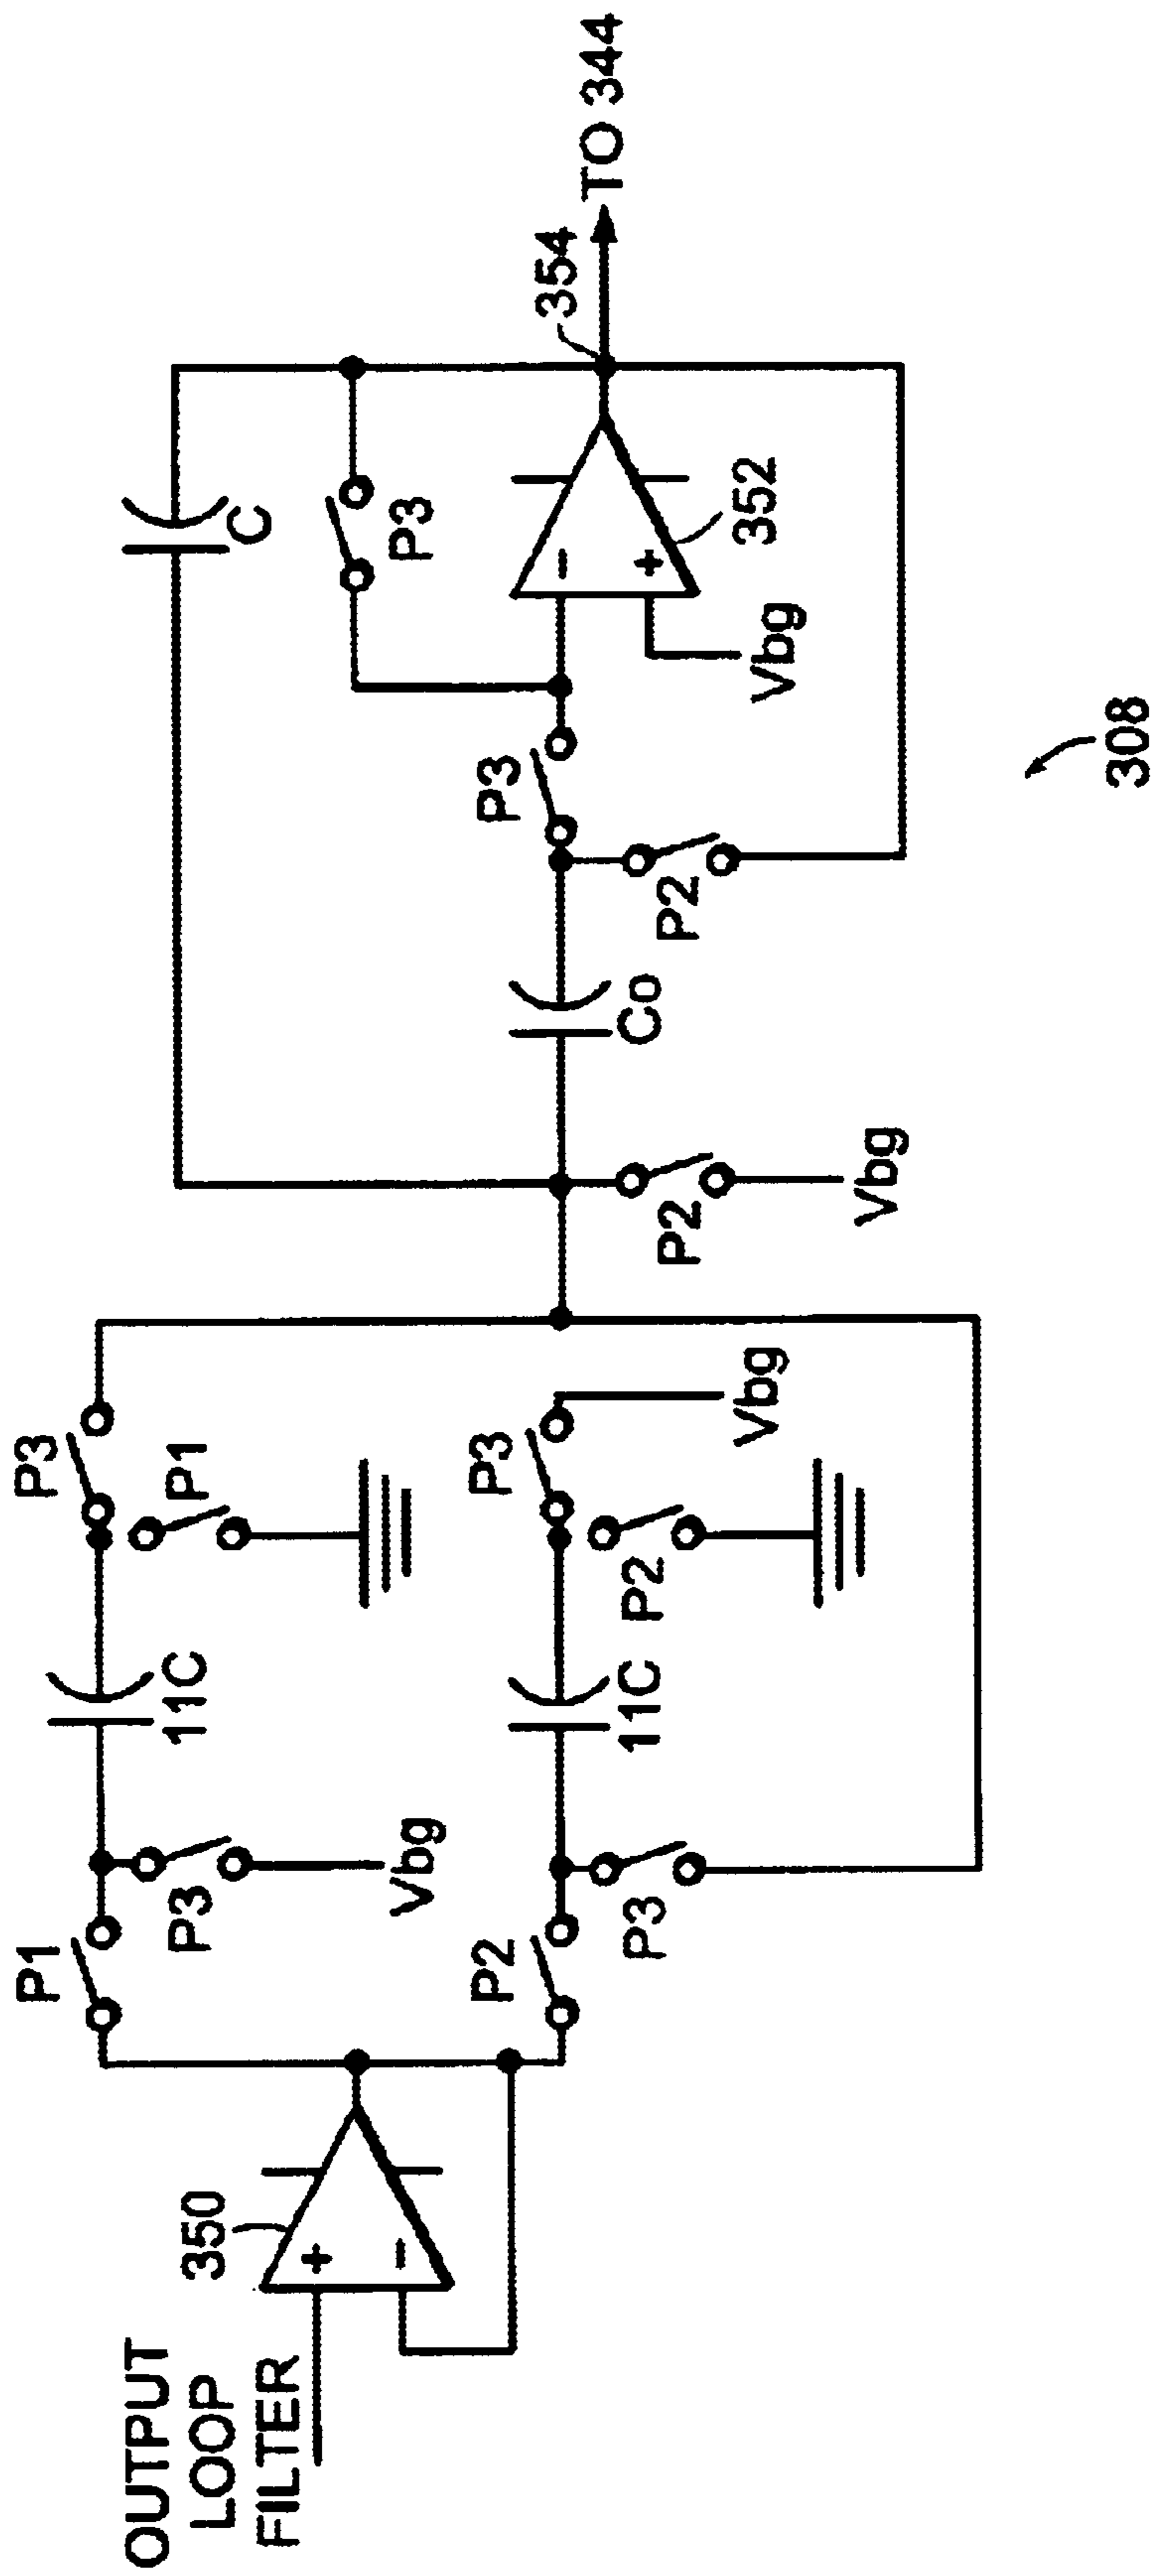 OUTPUT
LOOP
FILTER
350
P1
P3
Vbg
11C
P3
P1
P2
P3
11C
P3
P2
Vbg
P2
Vbg
Co
P3
P2
C
P3
Vbg
352
354
TO 344
308